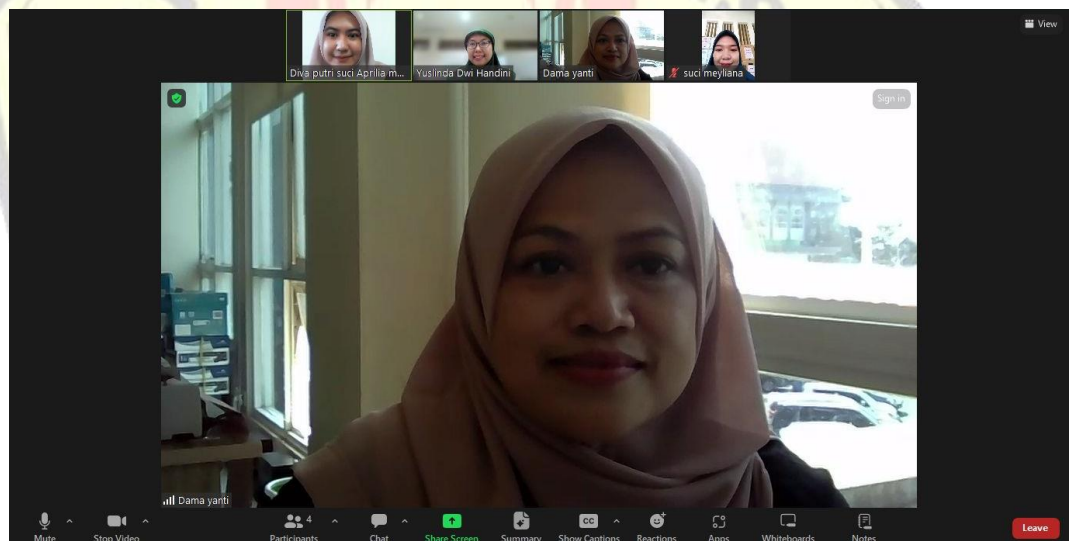 View
Diva putri suci Aprilia m...
Yuslinda Dwi Handini
Dama yanti
suci meyliana
Sign in
Dama yanti
Mute
Stop Video
4
Participants
Chat
Share Screen
Summary
CC
Show Captions
Reactions
Apps
Whiteboards
Notes
Leave